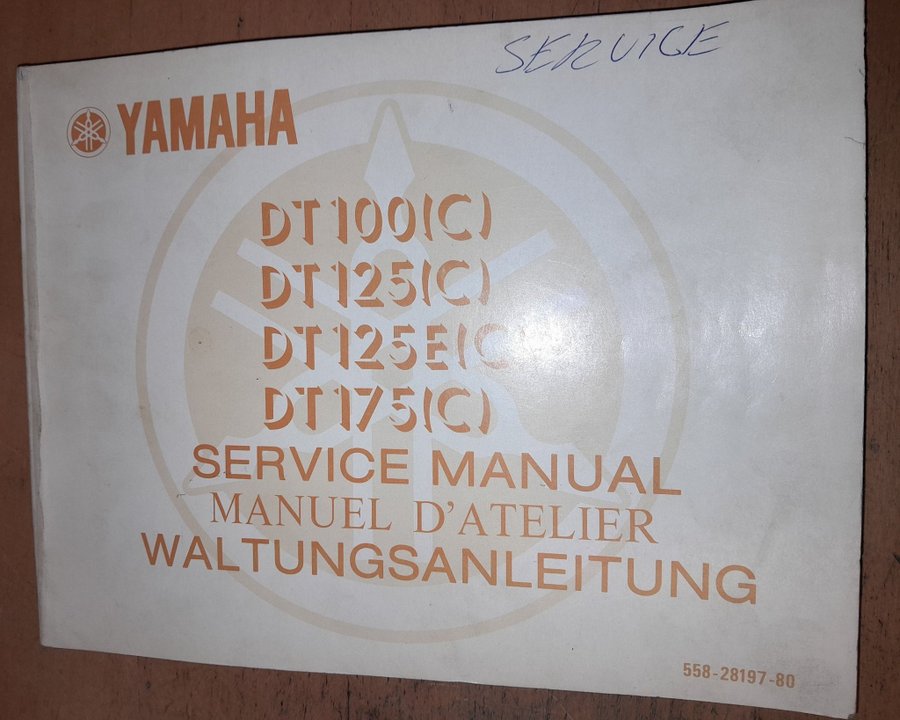 SERVICE
YAMAHA
DT100(C)
DT125(C)
DT125E(C
DT175(C)
SERVICE MANUAL
MANUEL D'ATELIER
WALTUNGSANLEITUNG
558-28197-80